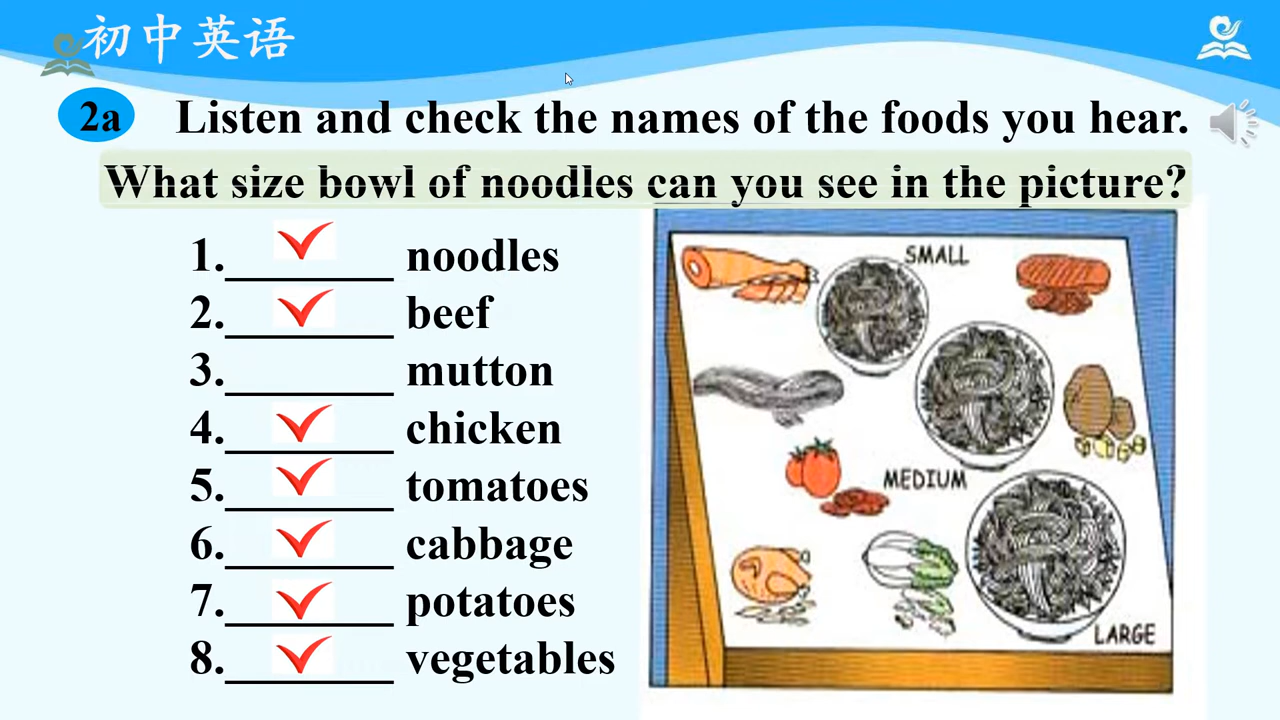 初中英语
2a Listen and check the names of the foods you hear.
What size bowl of noodles can you see in the picture?
1.________ noodles
2.________ beef
3.________ mutton
4.________ chicken
5.________ tomatoes
6.________ cabbage
7.________ potatoes
8.________ vegetables
SMALL
MEDIUM
LARGE